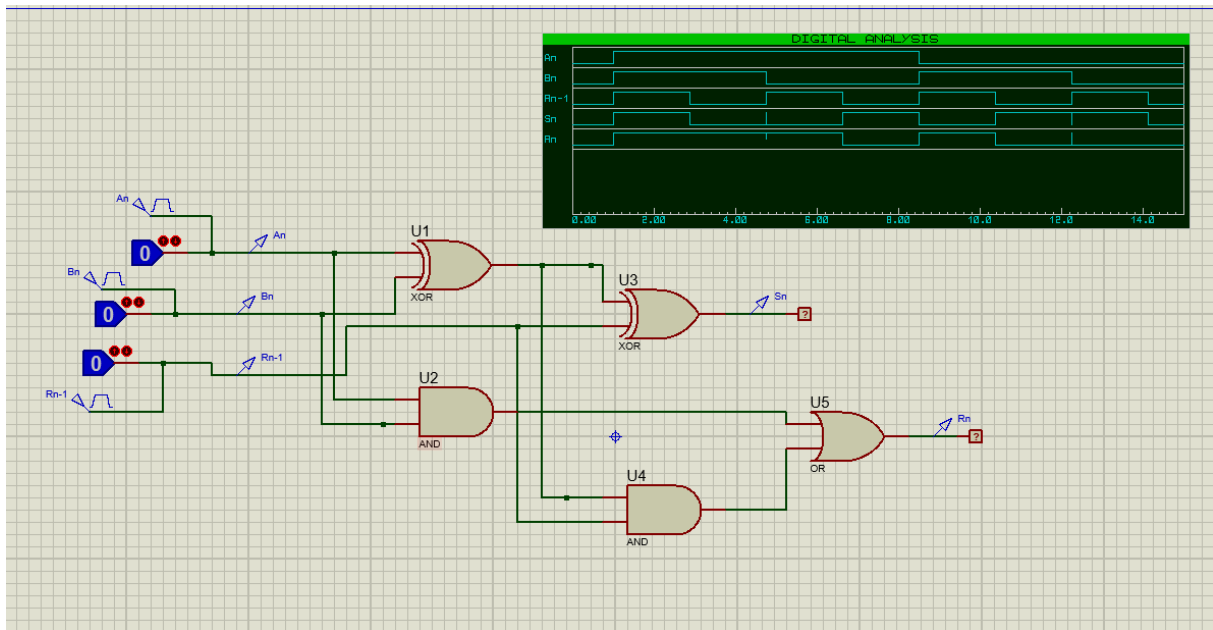 DIGITAL ANALYSIS
An
Bn
Rn-1
Sn
Rn
0.00 2.00 4.00 6.00 8.00 10.0 12.0 14.0
An
0
An
U1
XOR
Bn
0
Bn
U3
XOR
Sn
?
0
Rn-1
Rn-1
U2
AND
U5
OR
Rn
?
U4
AND